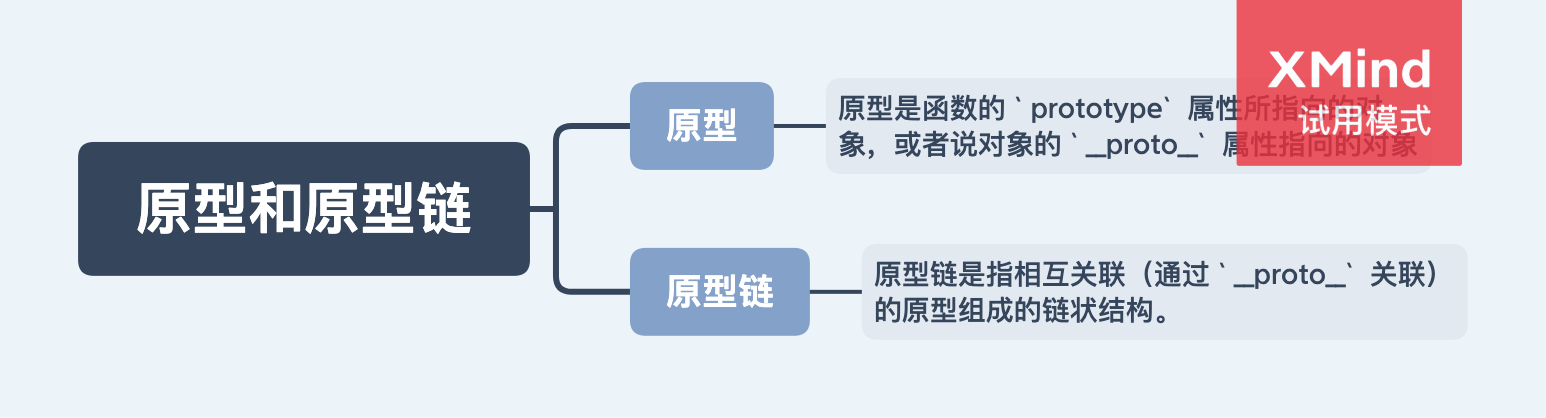 原型和原型链
原型
原型是函数的 ` prototype` 属性所指向的对
象，或者说对象的 `__proto__` 属性指向的对象
XMind
试用模式
原型链
原型链是指相互关联（通过 ` __proto__` 关联）
的原型组成的链状结构。